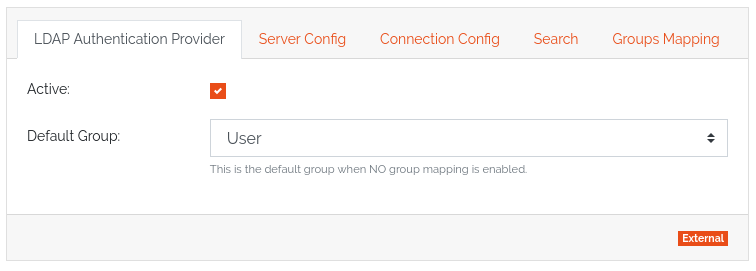 LDAP Authentication Provider Server Config Connection Config Search Groups Mapping
Active:
Default Group: User
This is the default group when NO group mapping is enabled.
External